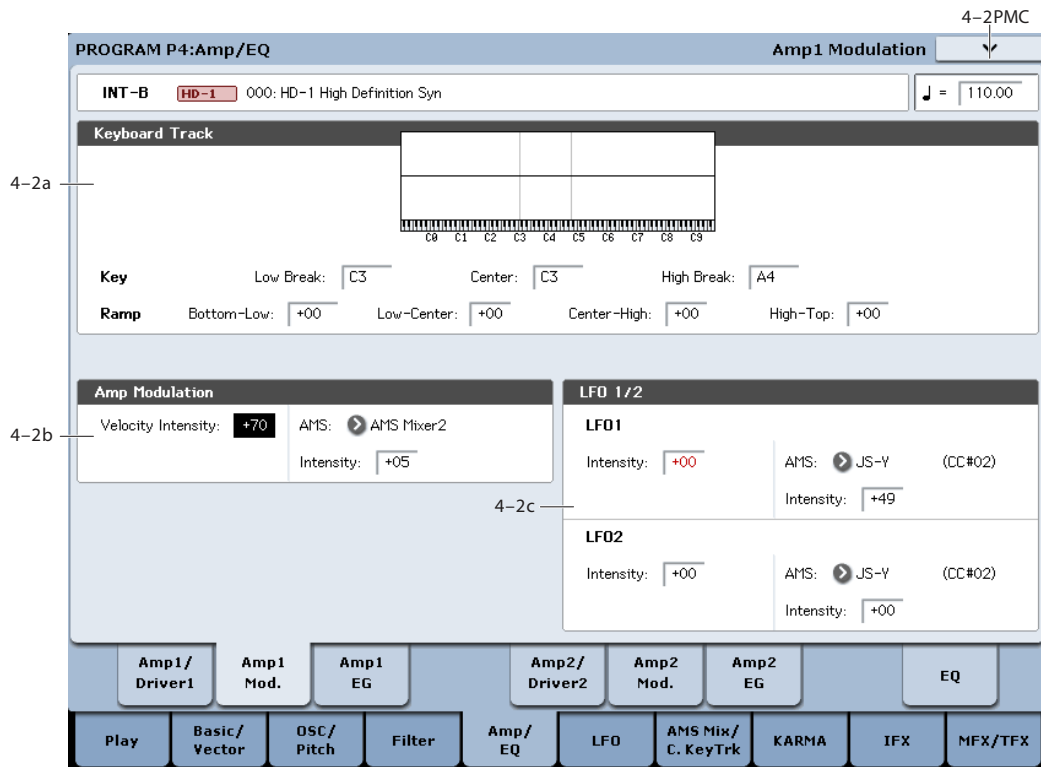 4-2PMC
PROGRAM P4:Amp/EQ Amp1 Modulation
INT-B HD-1 000: HD-1 High Definition Syn ♩ = 110.00
Keyboard Track
4-2a
C0 C1 C2 C3 C4 C5 C6 C7 C8 C9
Key Low Break: C3 Center: C3 High Break: A4
Ramp Bottom-Low: +00 Low-Center: +00 Center-High: +00 High-Top: +00
Amp Modulation
4-2b
Velocity Intensity: +70 AMS: AMS Mixer2
Intensity: +05
LFO 1/2
4-2c
LFO1
Intensity: +00 AMS: JS-Y (CC#02)
Intensity: +49
LFO2
Intensity: +00 AMS: JS-Y (CC#02)
Intensity: +00
Amp1/ Driver1 Amp1 Mod. Amp1 EG Amp2/ Driver2 Amp2 Mod. Amp2 EG EQ
Play Basic/ Vector OSC/ Pitch Filter Amp/ EQ LFO AMS Mix/ C. KeyTrk KARMA IFX MFX/TFX